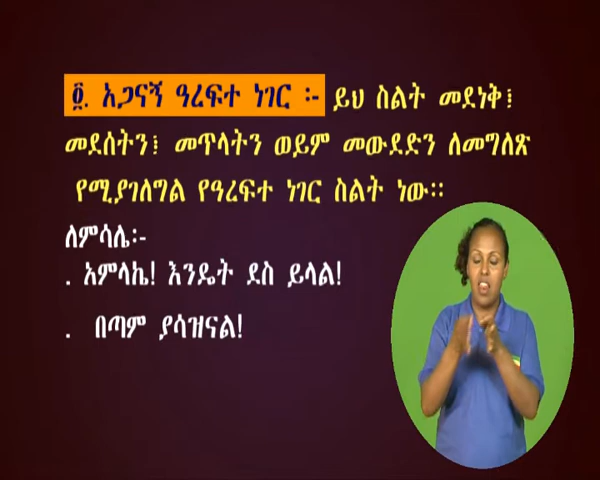 ፬. አጋናኝ ዓረፍተ ነገር ፡- ይህ ስልት መደነቅ፤
መደሰትን፤ መጥላትን ወይም መውደድን ለመግለጽ
የሚያገለግል የዓረፍተ ነገር ስልት ነው፡፡
ለምሳሌ፡-
. አምላኬ! እንዴት ደስ ይላል!
. በጣም ያሳዝናል!